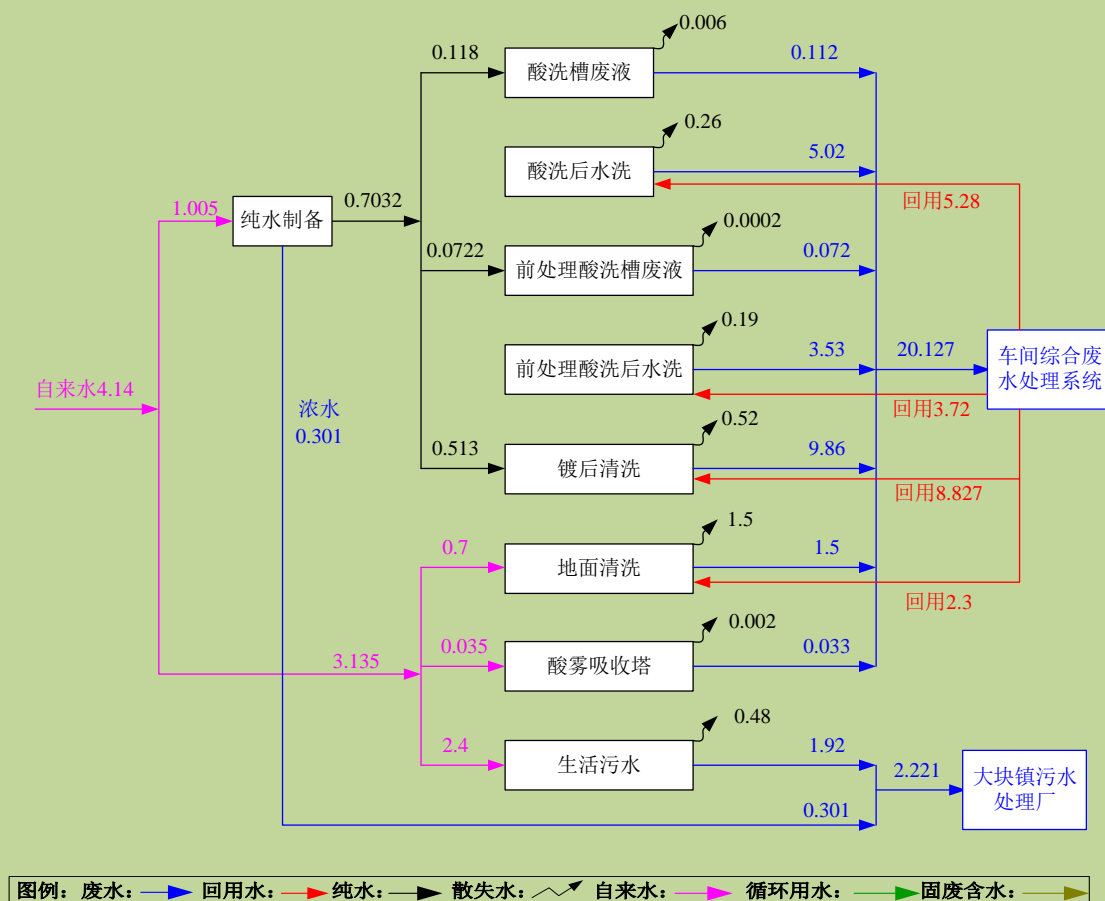 0.006
0.118
酸洗槽废液
0.112
0.26
酸洗后水洗
5.02
回用5.28
1.005
纯水制备
0.7032
0.0002
0.0722
前处理酸洗槽废液
0.072
0.19
前处理酸洗后水洗
3.53
20.127
车间综合废
水处理系统
回用3.72
自来水4.14
浓水
0.301
0.52
0.513
镀后清洗
9.86
回用8.827
1.5
0.7
地面清洗
1.5
回用2.3
0.002
3.135
0.035
酸雾吸收塔
0.033
0.48
2.4
生活污水
1.92
2.221
大块镇污水
处理厂
0.301
图例：废水： 回用水： 纯水： 散失水： 自来水： 循环用水： 固废含水：